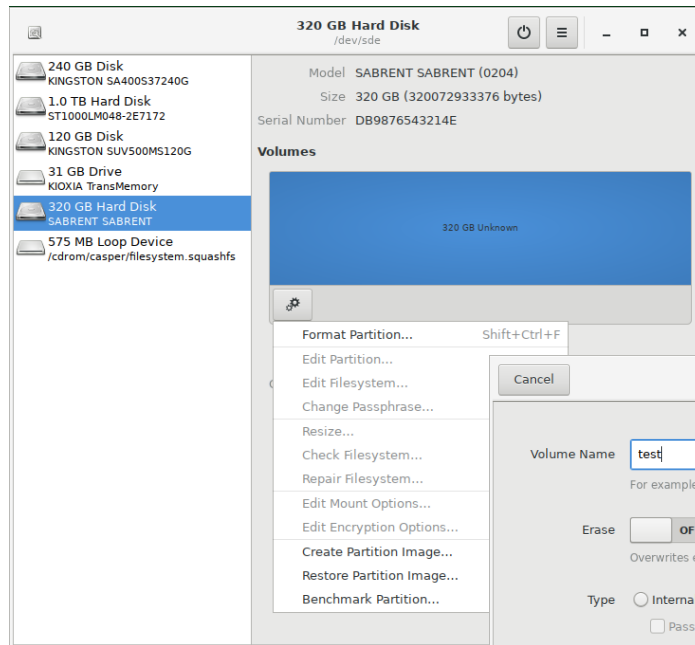 320 GB Hard Disk
/dev/sde
240 GB Disk
KINGSTON SA400S37240G
1.0 TB Hard Disk
ST1000LM048-2E7172
120 GB Disk
KINGSTON SUV500MS120G
31 GB Drive
KIOXIA TransMemory
320 GB Hard Disk
SABRENT SABRENT
575 MB Loop Device
/cdrom/casper/filesystem.squashfs
Model SABRENT SABRENT (0204)
Size 320 GB (320072933376 bytes)
Serial Number DB9876543214E
Volumes
320 GB Unknown
Format Partition... Shift+Ctrl+F
Edit Partition...
Edit Filesystem...
Change Passphrase...
Resize...
Check Filesystem...
Repair Filesystem...
Edit Mount Options...
Edit Encryption Options...
Create Partition Image...
Restore Partition Image...
Benchmark Partition...
Cancel
Volume Name test
For example
Erase OF
Overwrites e
Type Interna
Pass